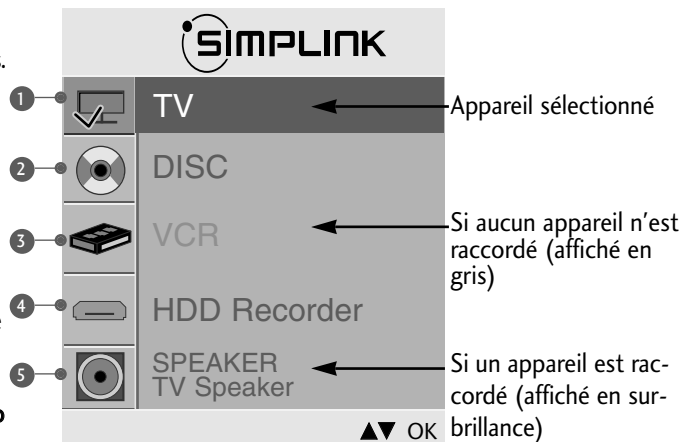 SIMPLINK
s.
1 TV Appareil sélectionné
2 DISC
3 VCR Si aucun appareil n'est
raccordé (affiché en
gris)
4 HDD Recorder
5 SPEAKER
TV Speaker
Si un appareil est rac-
cordé (affiché en sur-
brillance)
▲▼ OK